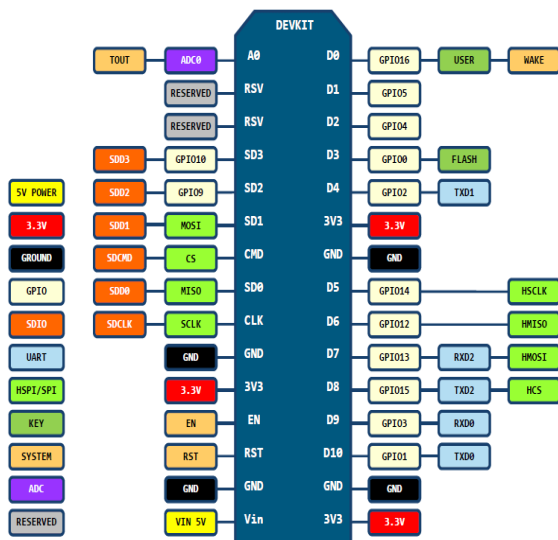 DEVKIT
TOUT ADC0 A0 D0 GPIO16 USER WAKE
RESERVED RSV D1 GPIO5
RESERVED RSV D2 GPIO4
SDD3 GPIO10 SD3 D3 GPIO0 FLASH
5V POWER SDD2 GPIO9 SD2 D4 GPIO2 TXD1
3.3V SDD1 MOSI SD1 3V3 3.3V
GROUND SDCMD CS CMD GND GND
GPIO SDD0 MISO SD0 D5 GPIO14 HSCLK
SDIO SDCLK SCLK CLK D6 GPIO12 HMISO
UART GND GND D7 GPIO13 RXD2 HMOSI
HSPI/SPI 3.3V 3V3 D8 GPIO15 TXD2 HCS
KEY EN EN D9 GPIO3 RXD0
SYSTEM RST RST D10 GPIO1 TXD0
ADC GND GND GND GND
RESERVED VIN 5V Vin 3V3 3.3V